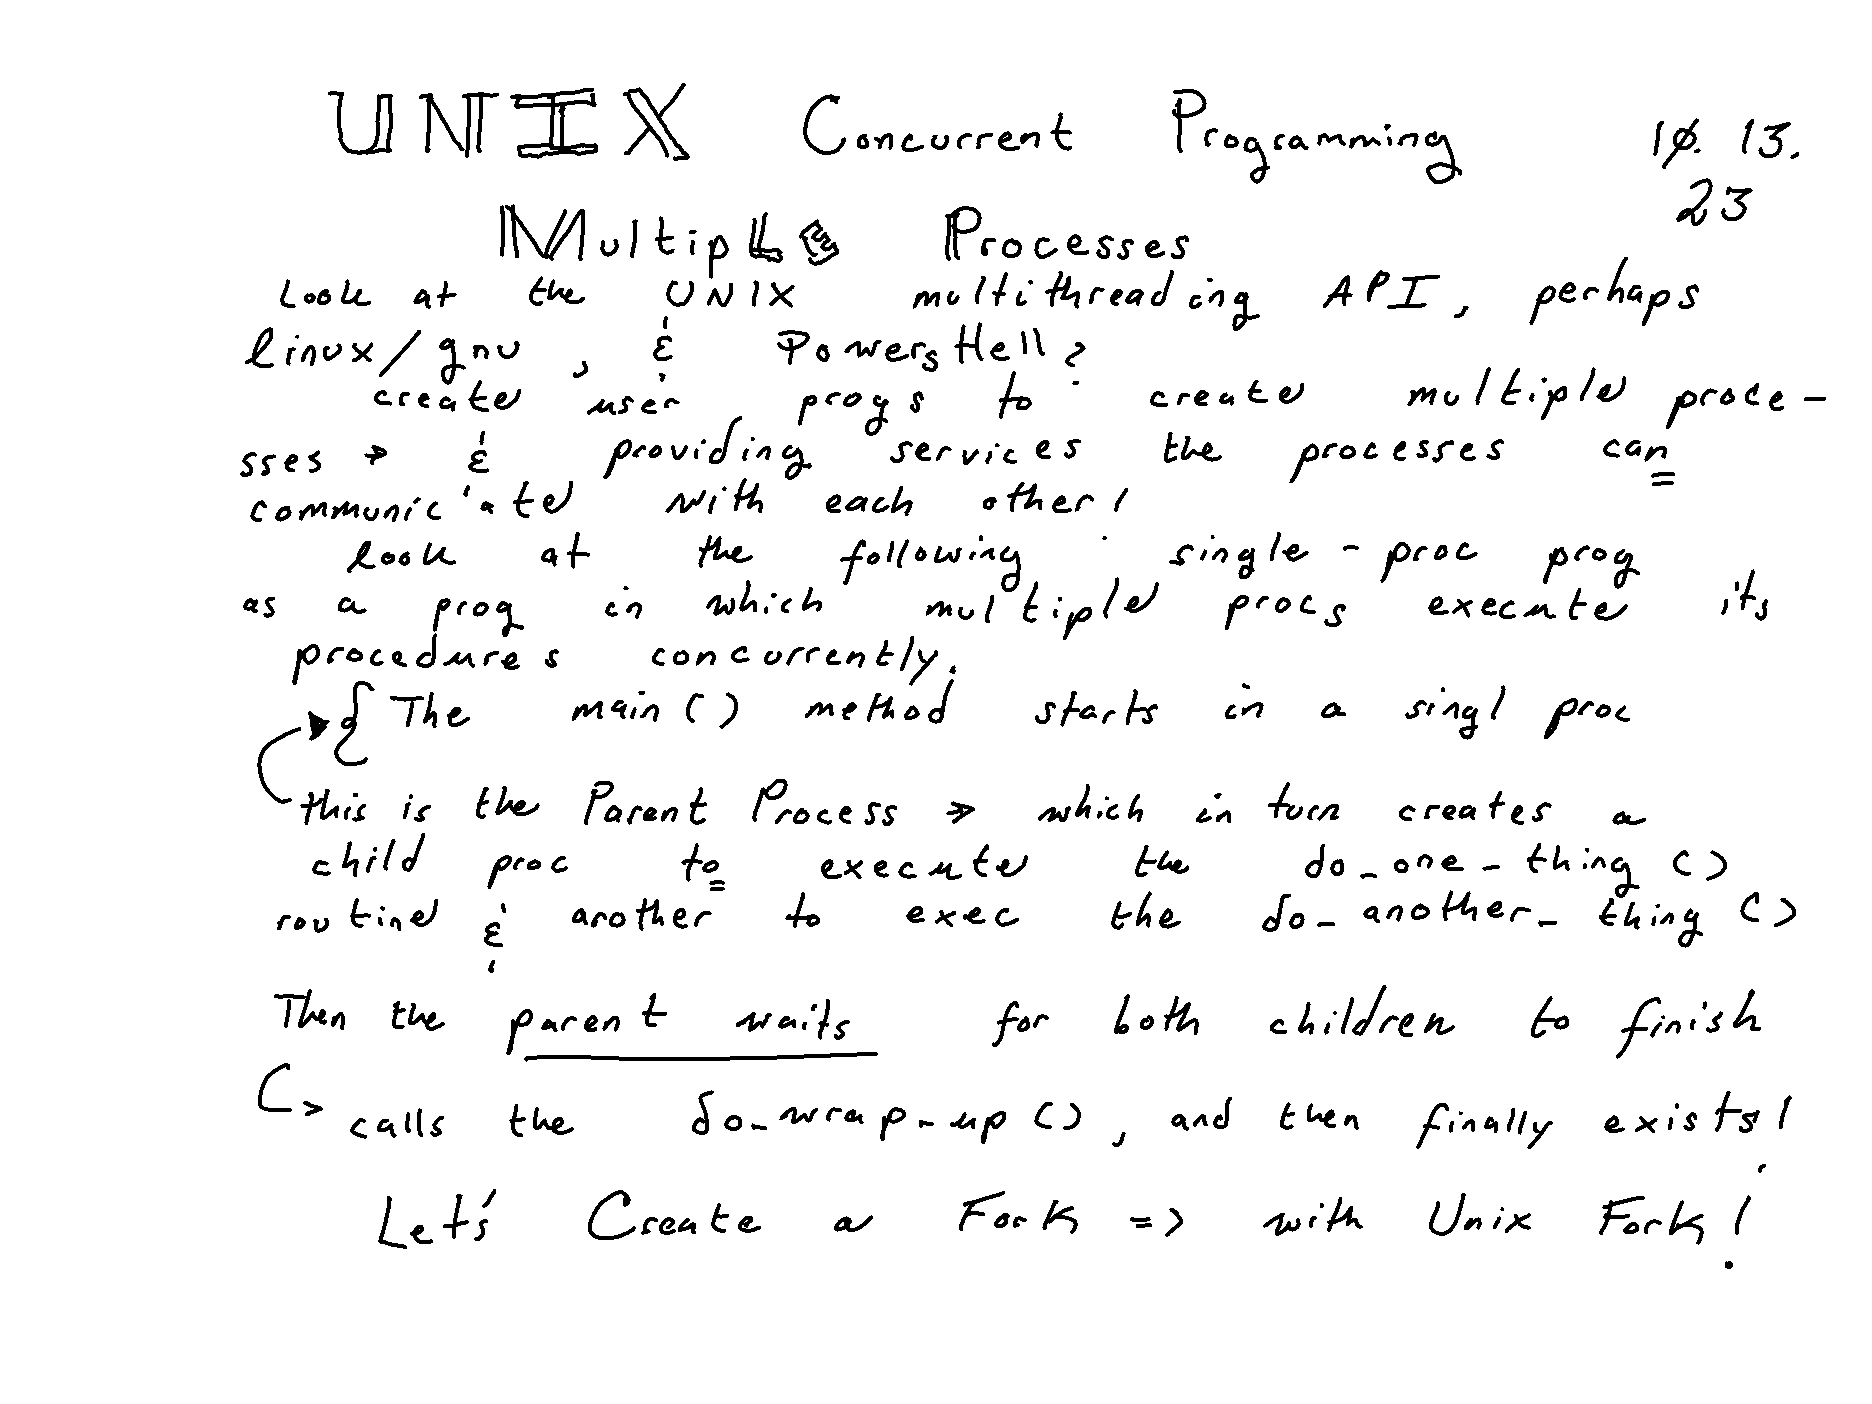 UNIX Concurrent Programming 10. 13.
23
MultipLE Processes
Look at the UNIX multithreading API, perhaps
linux/gnu, & PowersHell?
create user progs to create multiple proce-
sses → & providing services the processes can
communic'ate with each other!
look at the following single-proc prog
as a prog in which multiple procs execute its
procedures concurrently.
{ The main() method starts in a singl proc
this is the Parent Process => which in turn creates a
child proc to execute the do_one_thing()
routine & another to exec the do_another_thing()
Then the parent waits for both children to finish
↳ calls the do_wrap_up(), and then finally exists!
Let's Create a Fork => with Unix Fork!